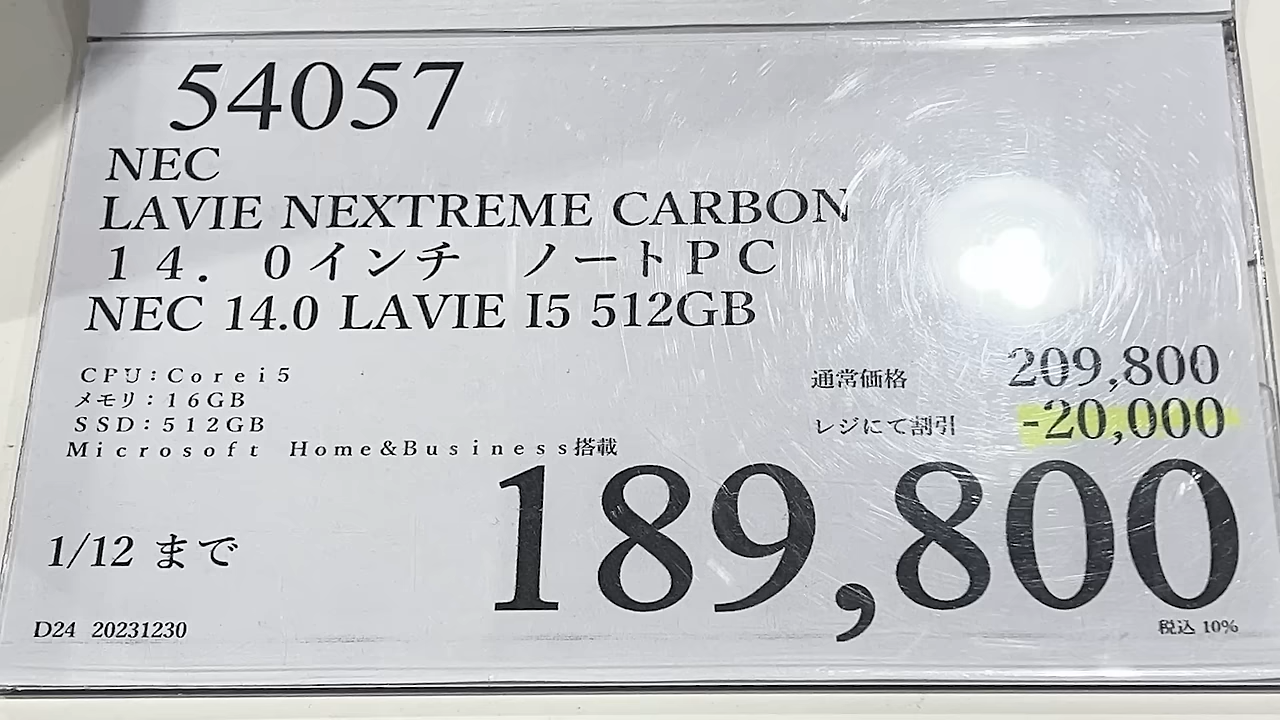 54057
NEC
LAVIE NEXTREME CARBON
１４．０インチ　ノートＰＣ
NEC 14.0 LAVIE I5 512GB
ＣＰＵ：Ｃｏｒｅｉ５
メモリ：１６ＧＢ
ＳＳＤ：５１２ＧＢ
Ｍｉｃｒｏｓｏｆｔ　Ｈｏｍｅ＆Ｂｕｓｉｎｅｓｓ搭載
通常価格 209,800
レジにて割引 -20,000
189,800
1/12 まで
税込 10%
D24 20231230